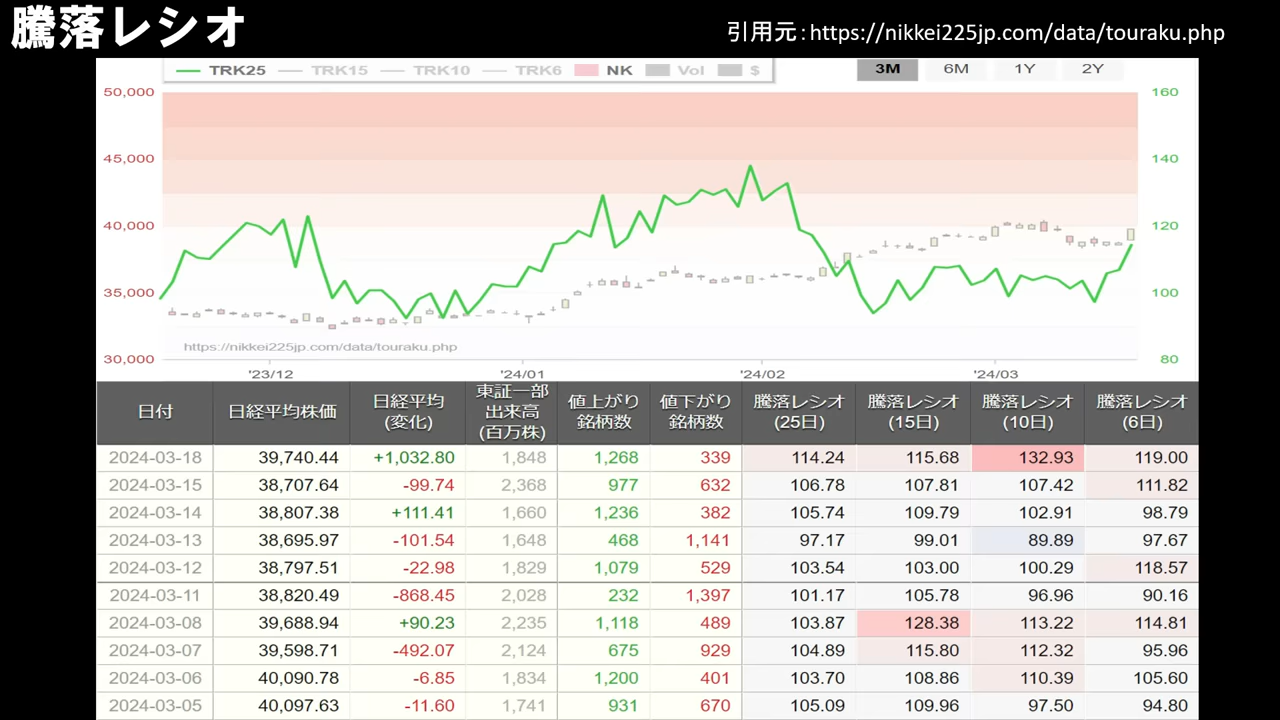 騰落レシオ
引用元：https://nikkei225jp.com/data/touraku.php
TRK25 TRK15 TRK10 TRK6 NK Vol $ 3M 6M 1Y 2Y
50,000 160
45,000 140
40,000 120
35,000 100
30,000 80
https://nikkei225jp.com/data/touraku.php
'23/12 '24/01 '24/02 '24/03
日付 日経平均株価 日経平均(変化) 東証一部出来高(百万株) 値上がり銘柄数 値下がり銘柄数 騰落レシオ(25日) 騰落レシオ(15日) 騰落レシオ(10日) 騰落レシオ(6日)
2024-03-18 39,740.44 +1,032.80 1,848 1,268 339 114.24 115.68 132.93 119.00
2024-03-15 38,707.64 -99.74 2,368 977 632 106.78 107.81 107.42 111.82
2024-03-14 38,807.38 +111.41 1,660 1,236 382 105.74 109.79 102.91 98.79
2024-03-13 38,695.97 -101.54 1,648 468 1,141 97.17 99.01 89.89 97.67
2024-03-12 38,797.51 -22.98 1,829 1,079 529 103.54 103.00 100.29 118.57
2024-03-11 38,820.49 -868.45 2,028 232 1,397 101.17 105.78 96.96 90.16
2024-03-08 39,688.94 +90.23 2,235 1,118 489 103.87 128.38 113.22 114.81
2024-03-07 39,598.71 -492.07 2,124 675 929 104.89 115.80 112.32 95.96
2024-03-06 40,090.78 -6.85 1,834 1,200 401 103.70 108.86 110.39 105.60
2024-03-05 40,097.63 -11.60 1,741 931 670 105.09 109.96 97.50 94.80